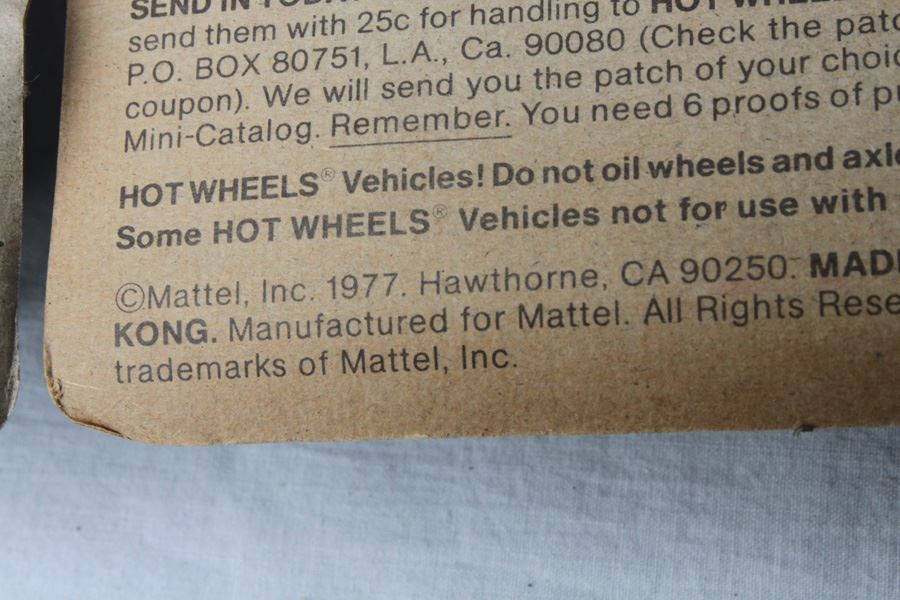 SEND IN
send them with 25c for handling to HOT
P.O. BOX 80751, L.A., Ca. 90080 (Check the
coupon). We will send you the patch of your
Mini-Catalog. Remember. You need 6 proofs of
HOT WHEELS® Vehicles! Do not oil wheels and
Some HOT WHEELS® Vehicles not for use with
©Mattel, Inc. 1977. Hawthorne, CA 90250.
KONG. Manufactured for Mattel. All Rights
trademarks of Mattel, Inc.